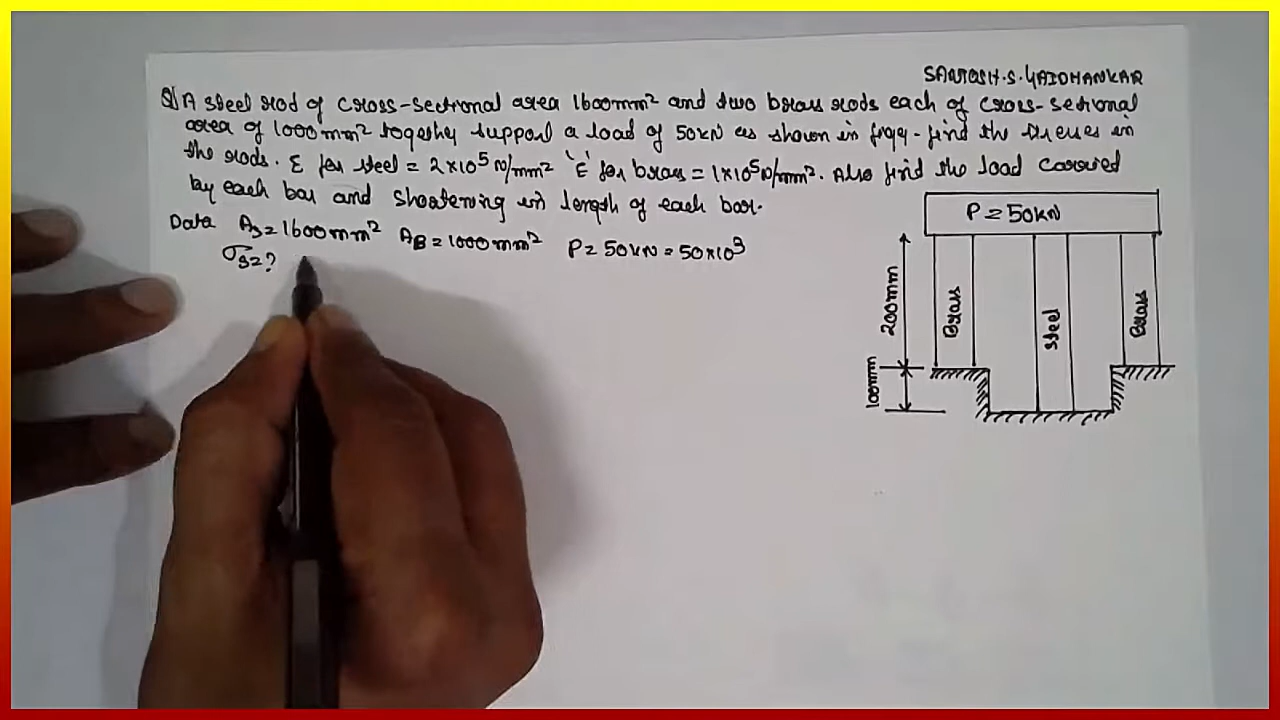 SANTOSH.S.GAIDHANKAR
Q) A steel rod of cross-sectional area 1600mm² and two brass rods each of cross-sectional
area of 1000mm² together support a load of 50kN as shown in fig - find the stresses in
the rods. E for steel = 2×10⁵ N/mm² 'E' for brass = 1×10⁵ N/mm². Also find the load carried
by each bar and shortening in length of each bar.
Data As=1600mm² AB=1000mm² P=50kN=50×10³
σs=?
P=50kN
200mm
Brass
Steel
Brass
100mm